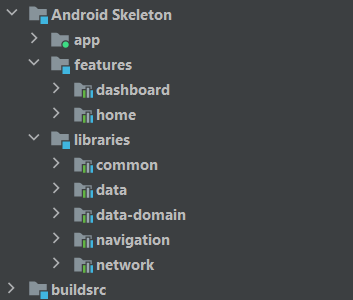 Android Skeleton
app
features
dashboard
home
libraries
common
data
data-domain
navigation
network
buildsrc